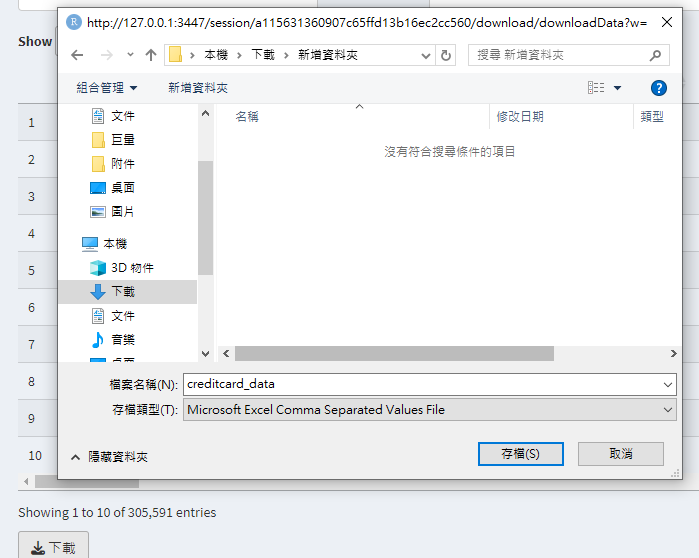 Show
http://127.0.0.1:3447/session/a115631360907c65ffd13b16ec2cc560/download/downloadData?w=
本機 › 下載 › 新增資料夾
搜尋 新增資料夾
組合管理
新增資料夾
?
文件
巨量
附件
桌面
圖片
本機
3D 物件
下載
文件
音樂
名稱
修改日期
類型
沒有符合搜尋條件的項目
1
2
3
4
5
6
7
8
9
10
檔案名稱(N):
creditcard_data
存檔類型(T):
Microsoft Excel Comma Separated Values File
隱藏資料夾
存檔(S)
取消
Showing 1 to 10 of 305,591 entries
下載